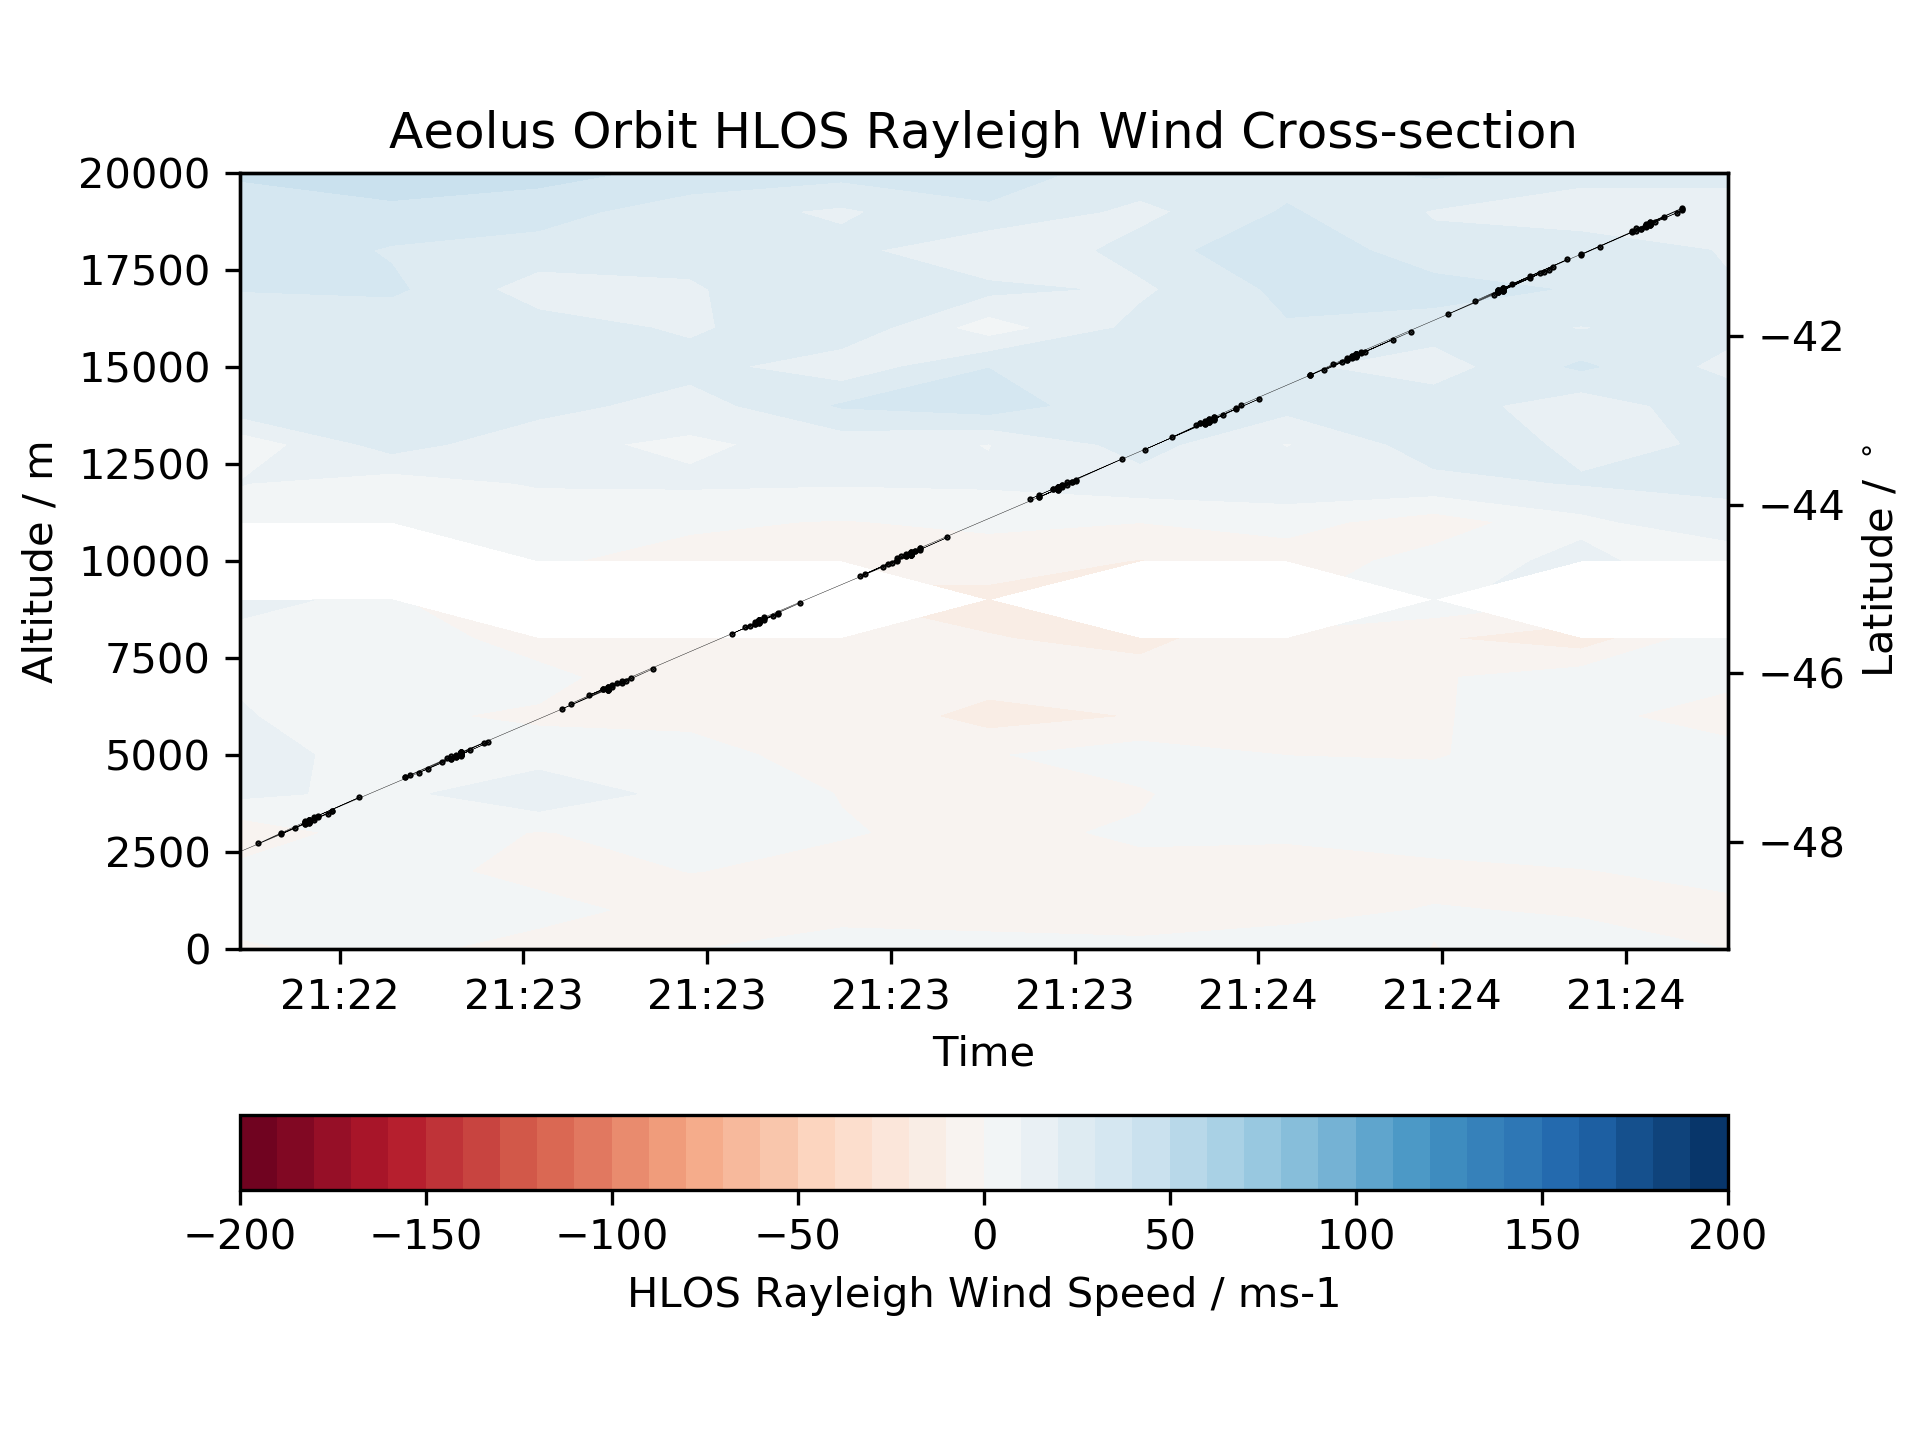 Aeolus Orbit HLOS Rayleigh Wind Cross-section
20000
17500
15000
12500
10000
7500
5000
2500
0
Altitude / m
−42
−44
−46
−48
Latitude / °
21:22 21:23 21:23 21:23 21:23 21:24 21:24 21:24
Time
−200 −150 −100 −50 0 50 100 150 200
HLOS Rayleigh Wind Speed / ms-1